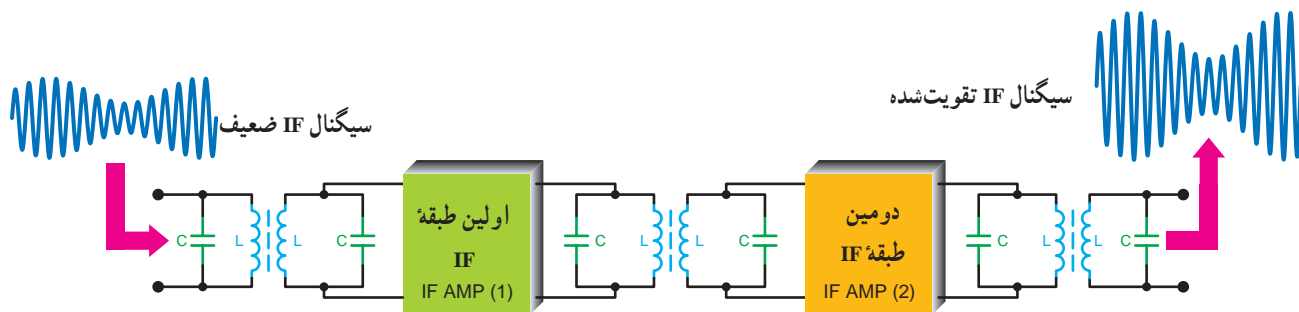 سیگنال IF ضعیف
سیگنال IF تقویت‌شده
C
L
L
C
اولین طبقهٔ
IF
IF AMP (1)
C
L
L
C
دومین
طبقهٔ IF
IF AMP (2)
C
L
L
C